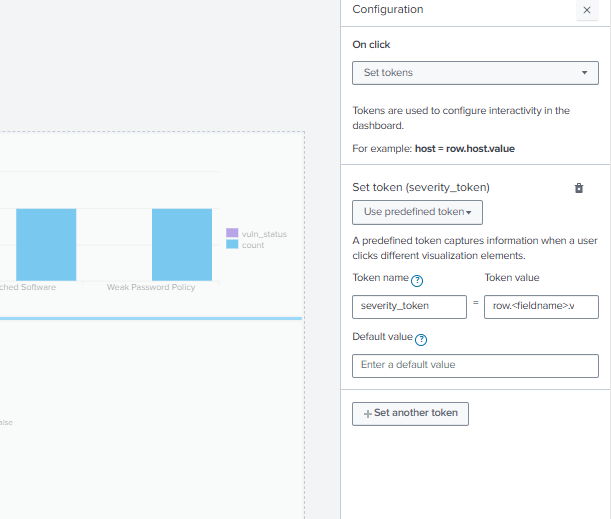 Configuration
On click
Set tokens
Tokens are used to configure interactivity in the
dashboard.
For example: host = row.host.value
Set token (severity_token)
Use predefined token
A predefined token captures information when a user
clicks different visualization elements.
Token name ? Token value
severity_token = row.<fieldname>.v
Default value ?
Enter a default value
+ Set another token
vuln_status
count
ched Software Weak Password Policy